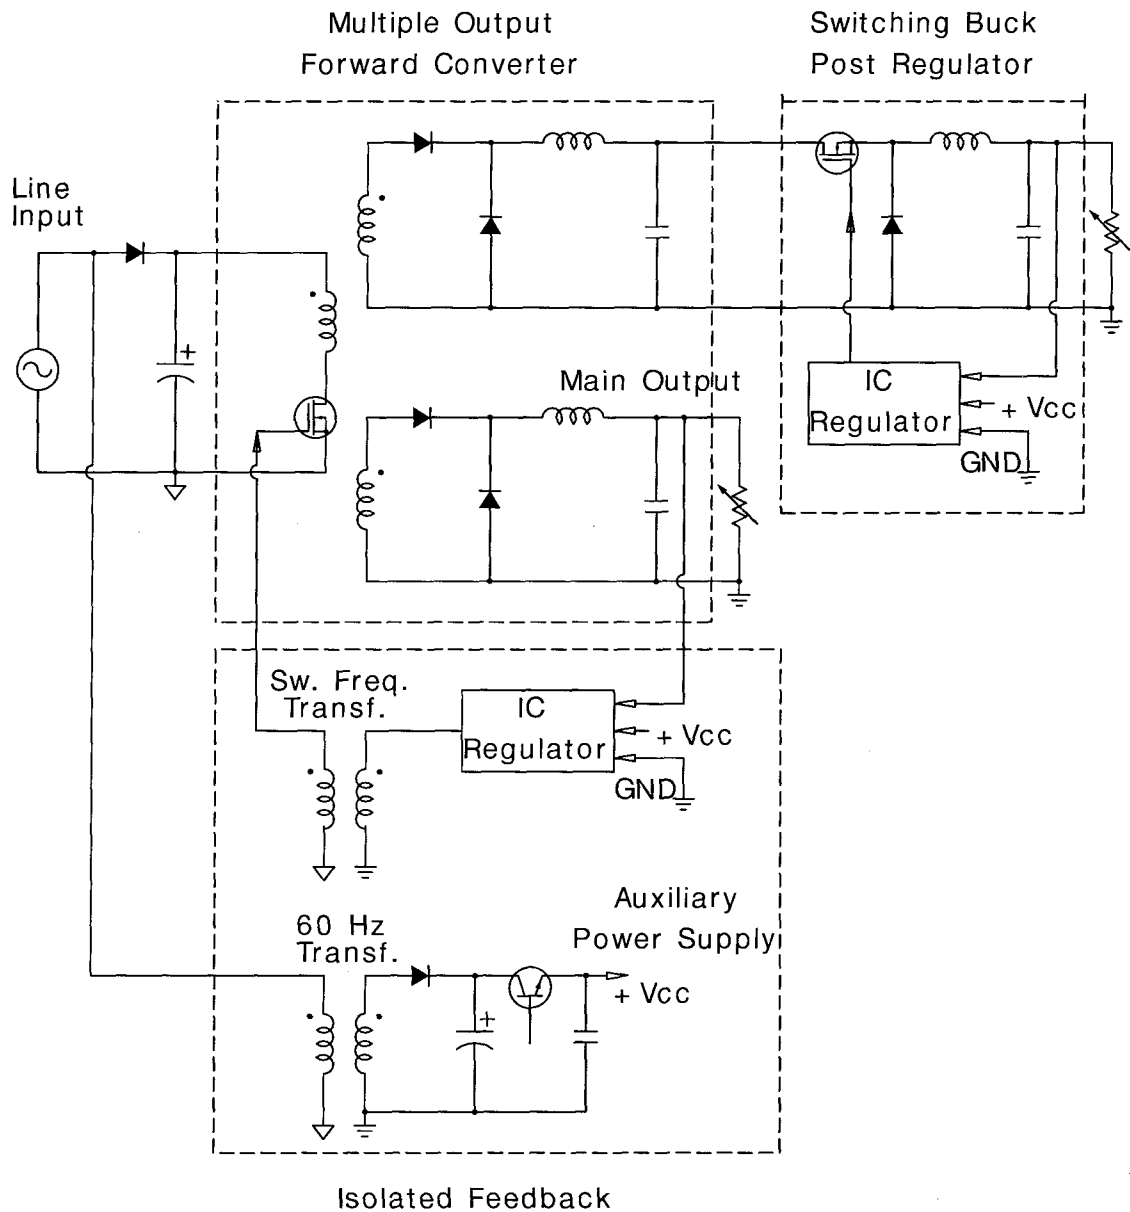 Multiple Output
Forward Converter
Switching Buck
Post Regulator
Line
Input
+
Main Output
IC
Regulator
+ Vcc
GND
Sw. Freq.
Transf.
IC
Regulator
+ Vcc
GND
60 Hz
Transf.
Auxiliary
Power Supply
+
+ Vcc
Isolated Feedback